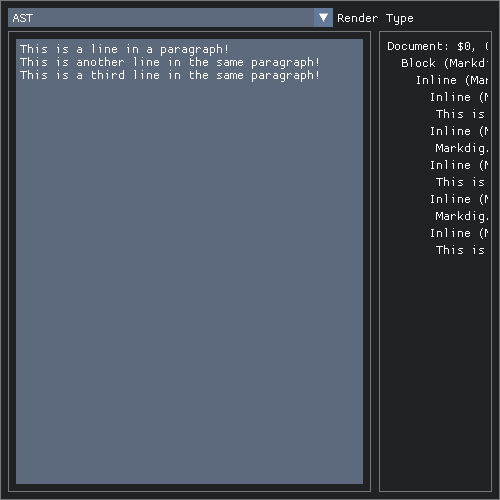 AST
Render Type
This is a line in a paragraph!
This is another line in the same paragraph!
This is a third line in the same paragraph!
Document: $0,
Block (Markd
Inline (Mar
Inline (M
This is
Inline (M
Markdig.
Inline (M
This is
Inline (M
Markdig.
Inline (M
This is